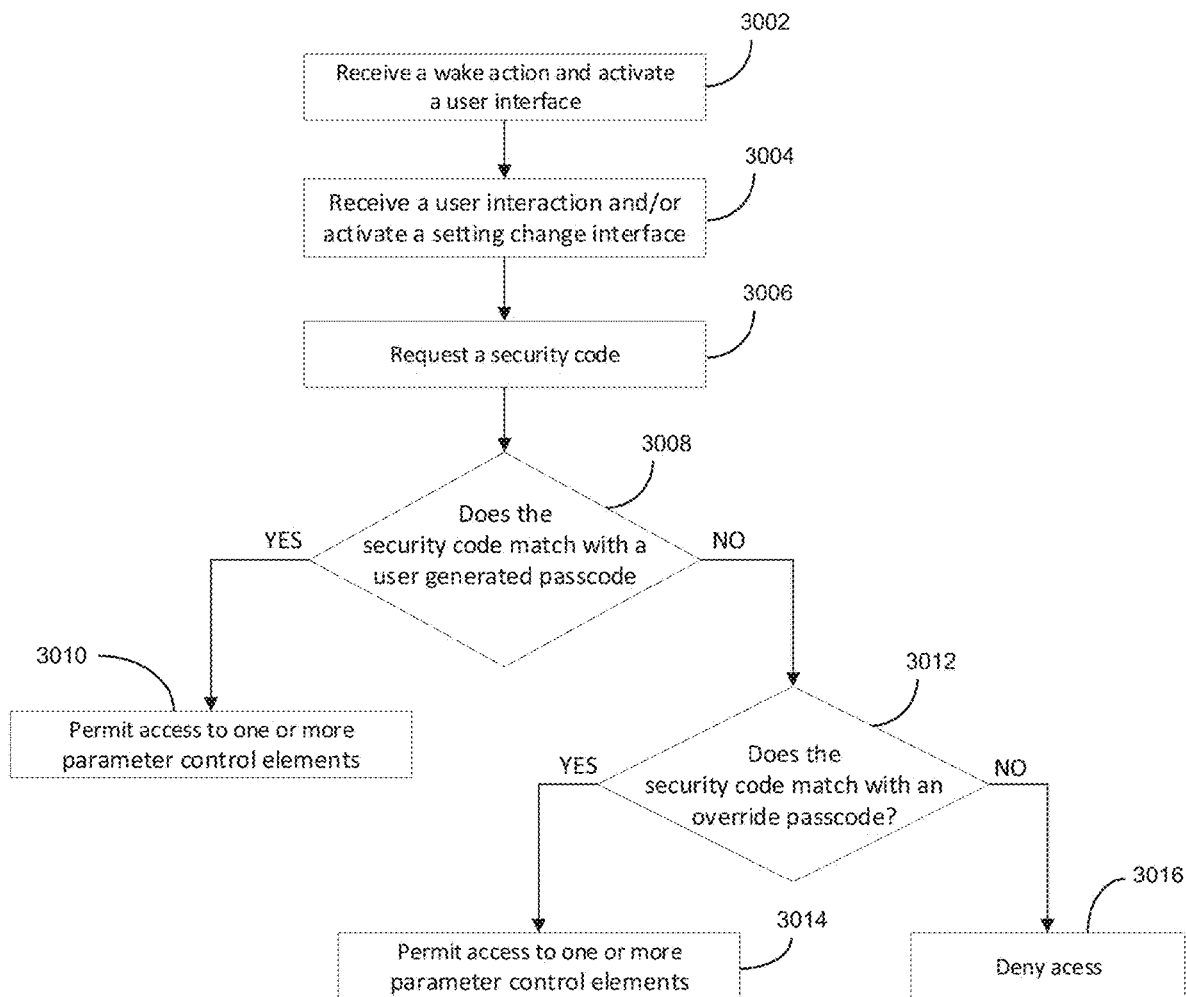 3002
Receive a wake action and activate
a user interface
3004
Receive a user interaction and/or
activate a setting change interface
3006
Request a security code
3008
Does the
security code match with a
user generated passcode
YES
NO
3010
Permit access to one or more
parameter control elements
3012
Does the
security code match with an
override passcode?
YES
NO
3014
Permit access to one or more
parameter control elements
3016
Deny acess